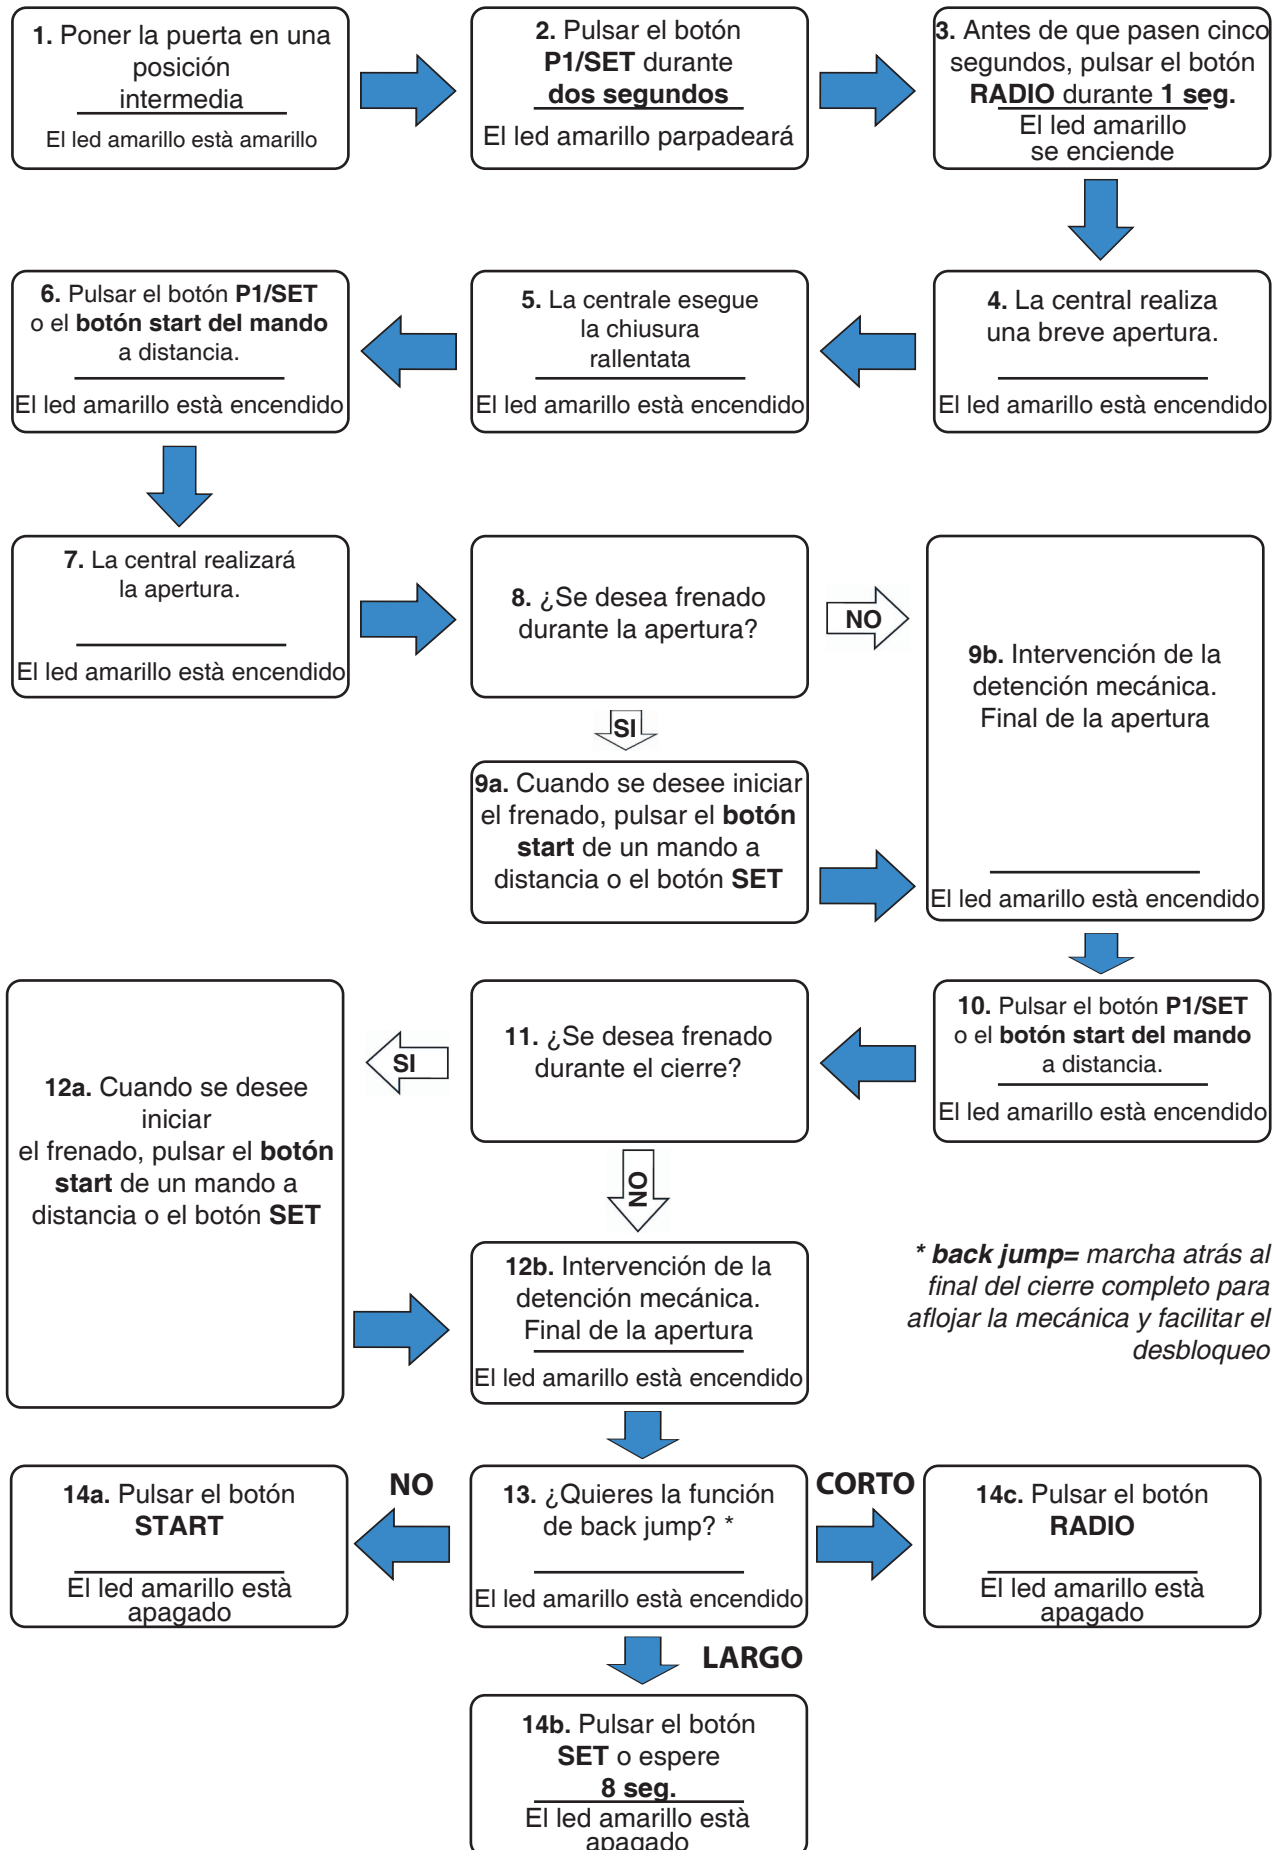 1. Poner la puerta en una
posición
intermedia
El led amarillo està amarillo
2. Pulsar el botón
P1/SET durante
dos segundos
El led amarillo parpadeará
3. Antes de que pasen cinco
segundos, pulsar el botón
RADIO durante 1 seg.
El led amarillo
se enciende
4. La central realiza
una breve apertura.
El led amarillo està encendido
5. La centrale esegue
la chiusura
rallentata
El led amarillo està encendido
6. Pulsar el botón P1/SET
o el botón start del mando
a distancia.
El led amarillo està encendido
7. La central realizará
la apertura.
El led amarillo està encendido
8. ¿Se desea frenado
durante la apertura?
NO
SI
9a. Cuando se desee iniciar
el frenado, pulsar el botón
start de un mando a
distancia o el botón SET
9b. Intervención de la
detención mecánica.
Final de la apertura
El led amarillo està encendido
10. Pulsar el botón P1/SET
o el botón start del mando
a distancia.
El led amarillo està encendido
11. ¿Se desea frenado
durante el cierre?
SI
NO
12a. Cuando se desee
iniciar
el frenado, pulsar el botón
start de un mando a
distancia o el botón SET
12b. Intervención de la
detención mecánica.
Final de la apertura
El led amarillo està encendido
* back jump= marcha atrás al
final del cierre completo para
aflojar la mecánica y facilitar el
desbloqueo
13. ¿Quieres la función
de back jump? *
El led amarillo està encendido
NO
CORTO
LARGO
14a. Pulsar el botón
START
El led amarillo està
apagado
14c. Pulsar el botón
RADIO
El led amarillo està
apagado
14b. Pulsar el botón
SET o espere
8 seg.
El led amarillo està
apagado